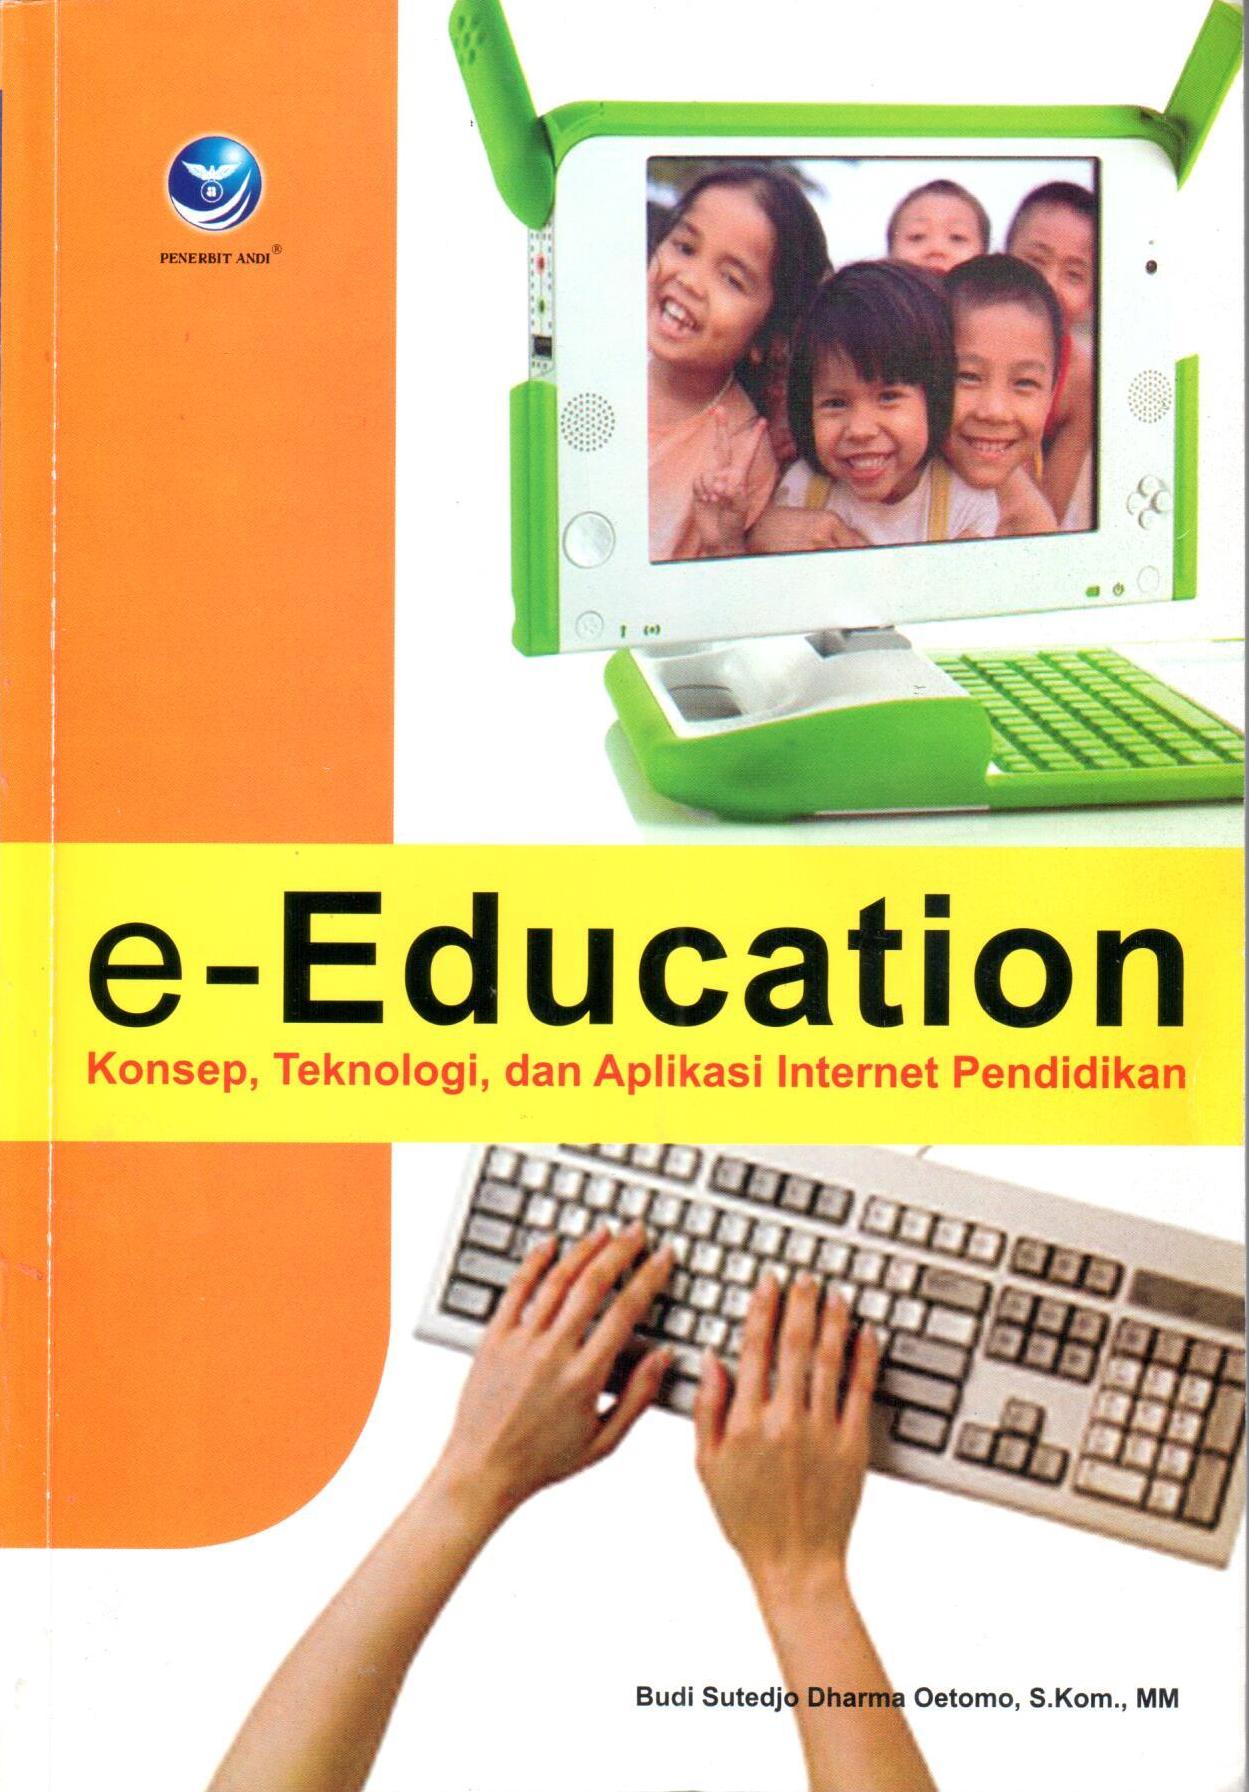 PENERBIT ANDI®
e-Education
Konsep, Teknologi, dan Aplikasi Internet Pendidikan
Budi Sutedjo Dharma Oetomo, S.Kom., MM